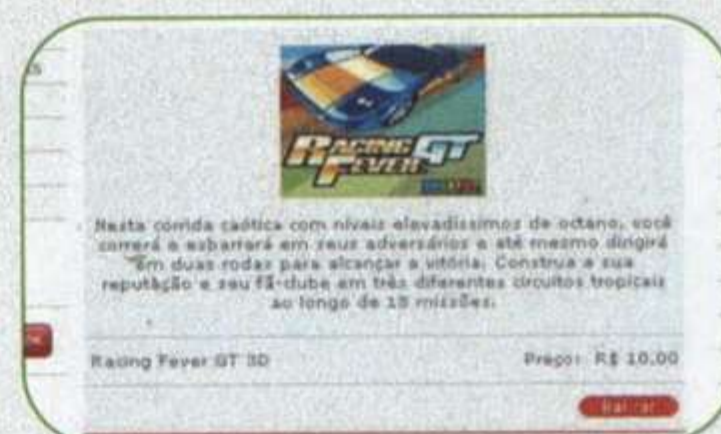 RACING GT
FEVER
Nesta corrida caótica com níveis elevadíssimos de octano, você
correrá e esbarrará em seus adversários e até mesmo dirigirá
em duas rodas para alcançar a vitória. Construa a sua
reputação e seu fã-clube em três diferentes circuitos tropicais
ao longo de 18 missões.
Racing Fever GT 3D Preço: R$ 10.00
Baixar